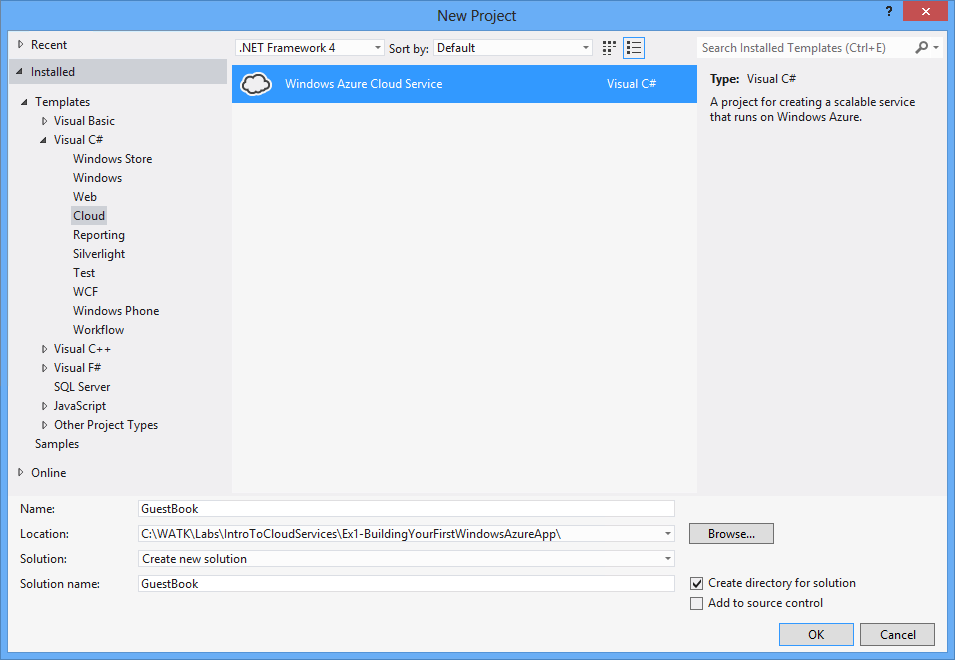 New Project
?
Recent
Installed
Templates
Visual Basic
Visual C#
Windows Store
Windows
Web
Cloud
Reporting
Silverlight
Test
WCF
Windows Phone
Workflow
Visual C++
Visual F#
SQL Server
JavaScript
Other Project Types
Samples
Online
.NET Framework 4 Sort by: Default
Windows Azure Cloud Service Visual C#
Search Installed Templates (Ctrl+E)
Type: Visual C#
A project for creating a scalable service
that runs on Windows Azure.
Name: GuestBook
Location: C:\WATK\Labs\IntroToCloudServices\Ex1-BuildingYourFirstWindowsAzureApp\ Browse...
Solution: Create new solution
Solution name: GuestBook
Create directory for solution
Add to source control
OK Cancel